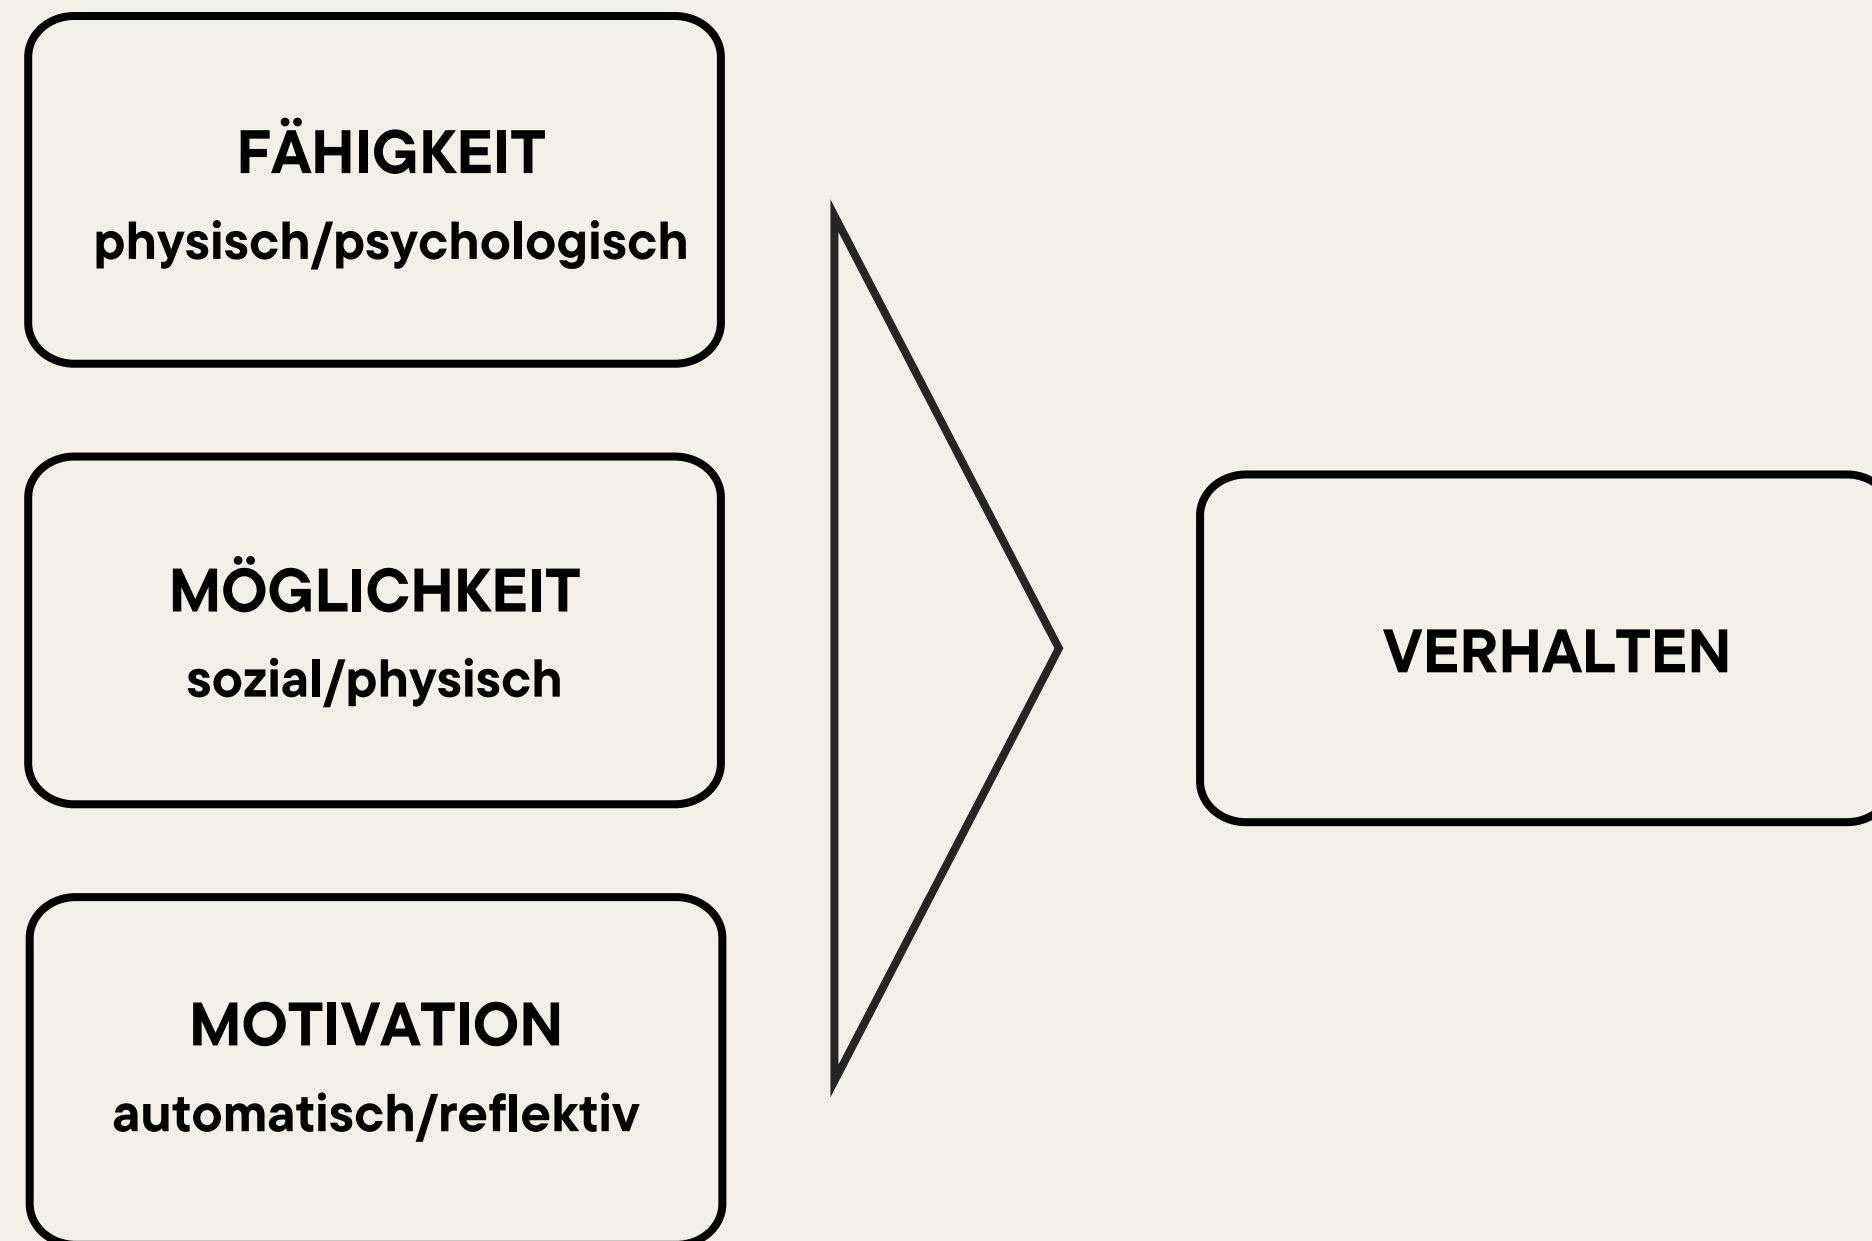 FÄHIGKEIT
physisch/psychologisch
MÖGLICHKEIT
sozial/physisch
MOTIVATION
automatisch/reflektiv
VERHALTEN